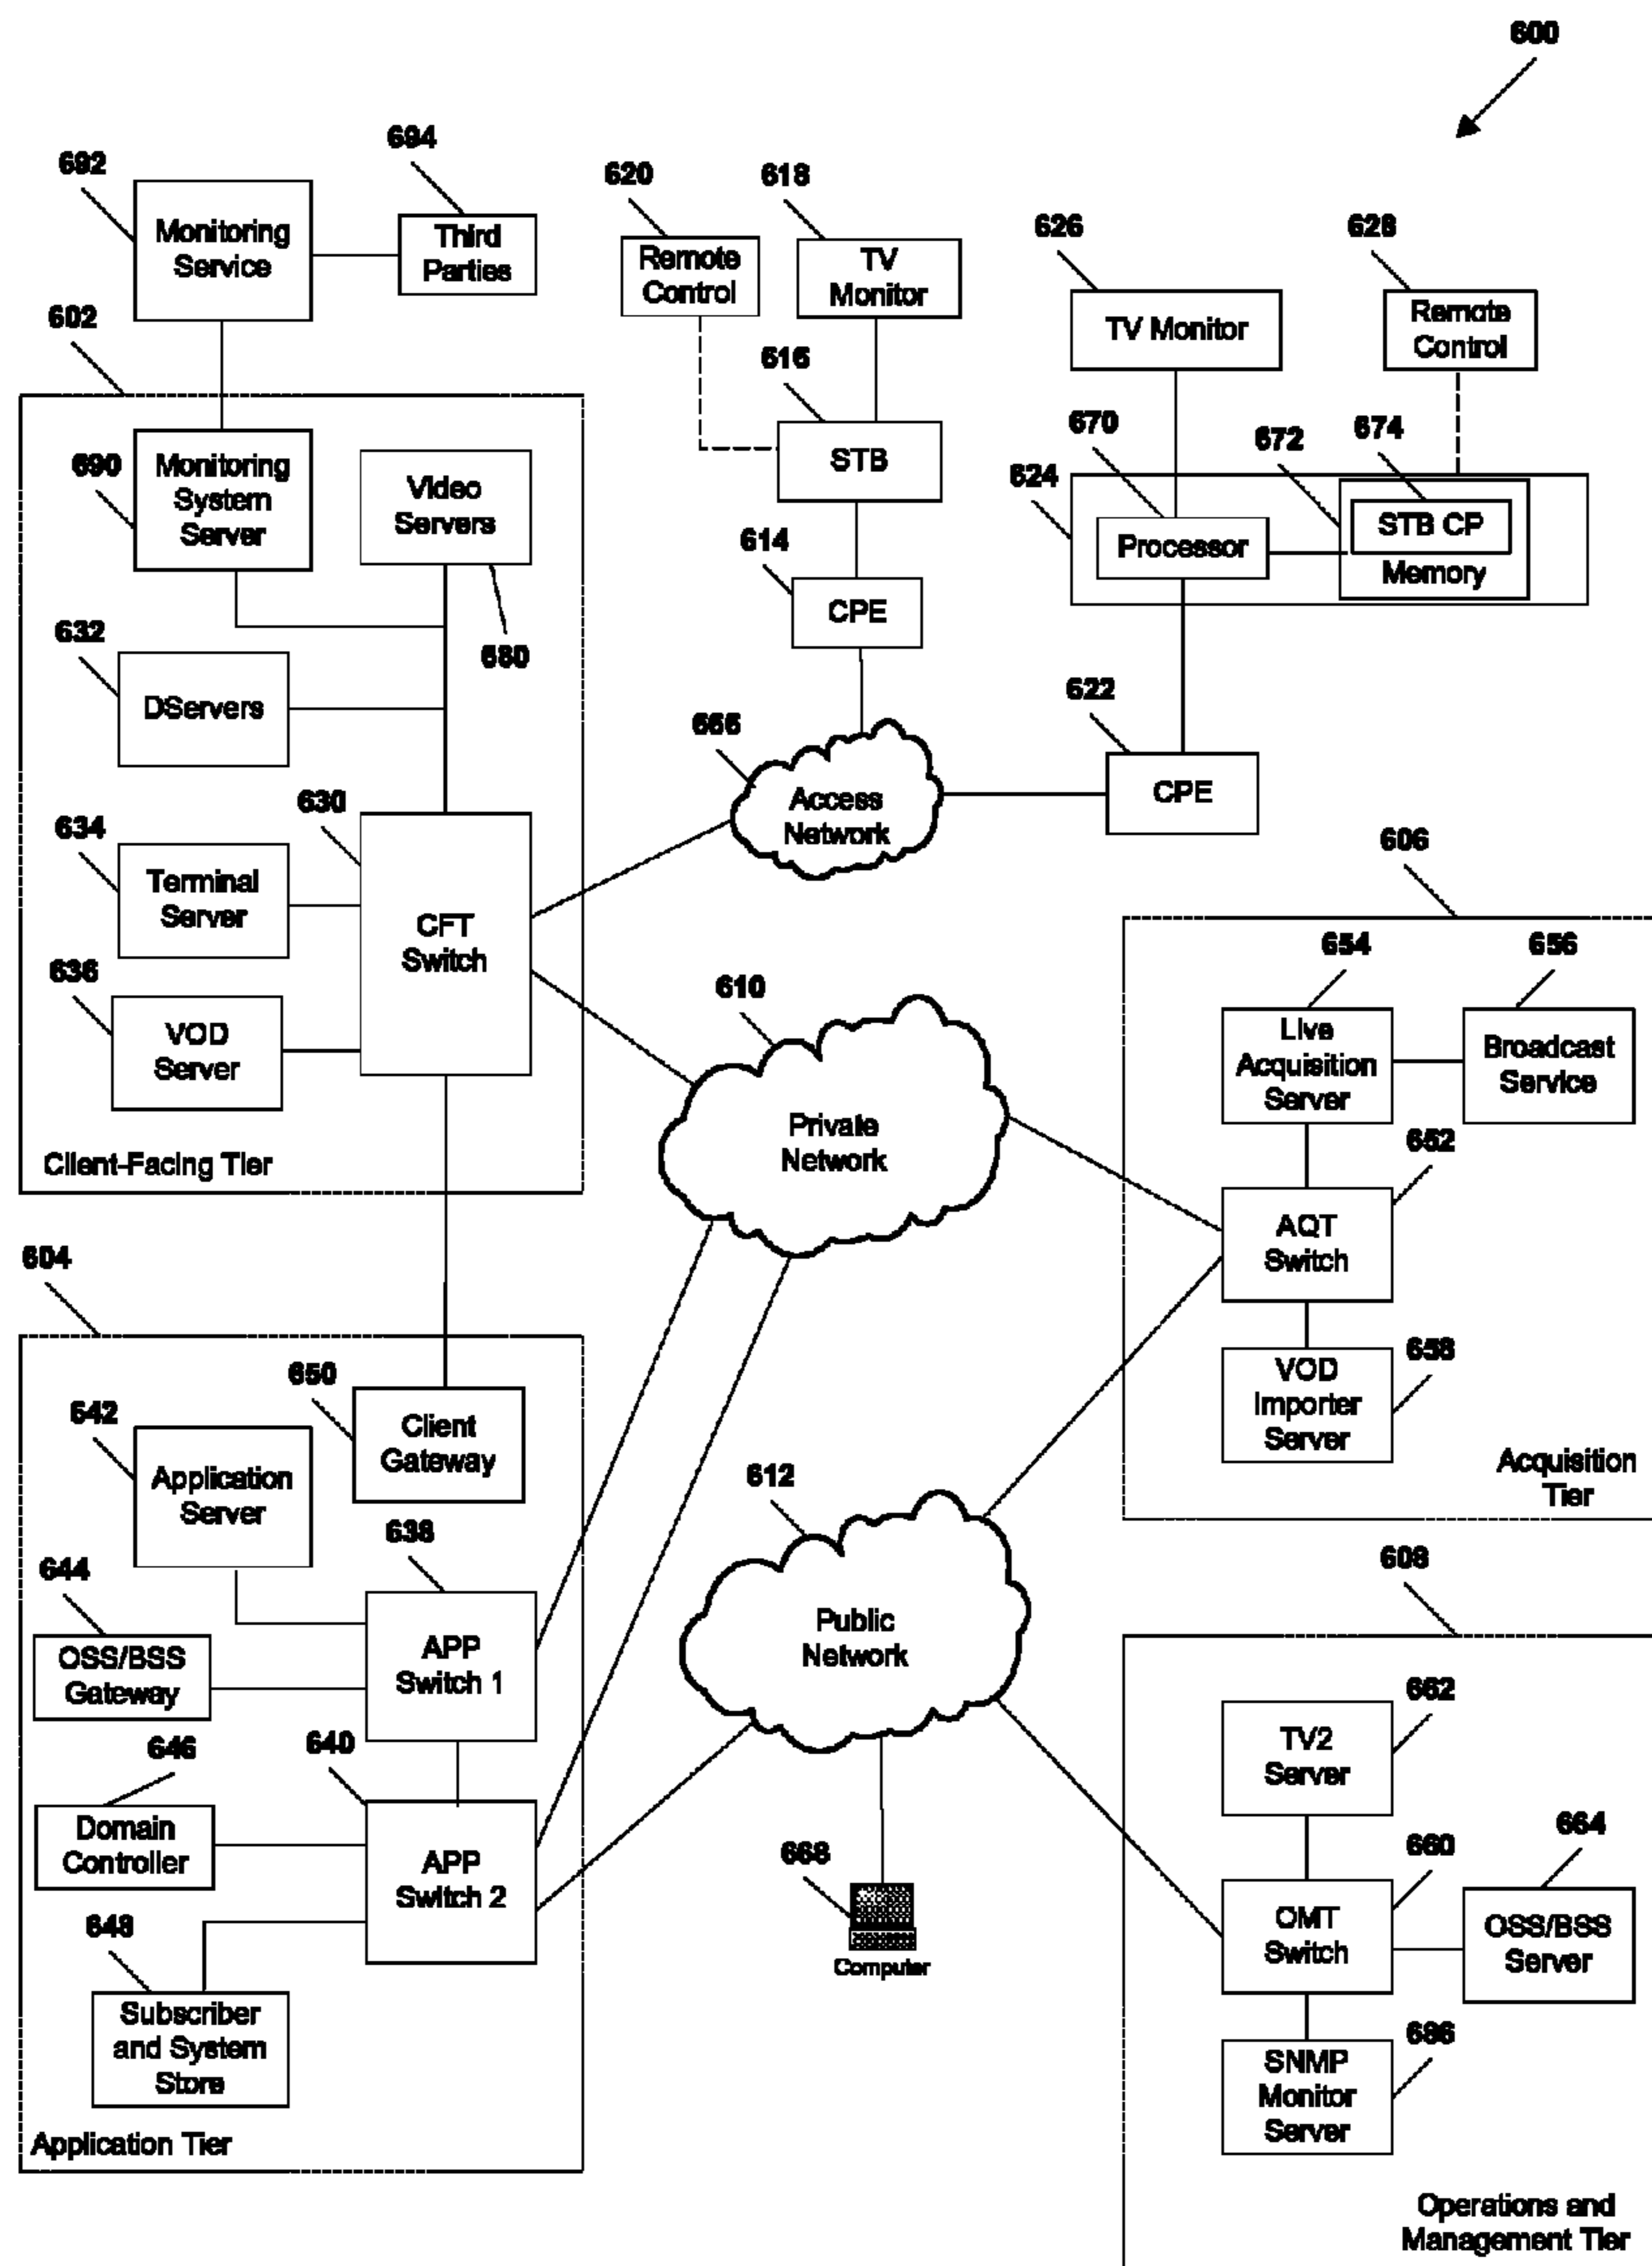 600
694
692
620
618
626
628
Monitoring
Service
Third
Parties
Remote
Control
TV
Monitor
TV Monitor
Remote
Control
602
616
670
672
674
690
Monitoring
System
Server
Video
Servers
STB
624
STB CP
Processor
Memory
614
CPE
632
680
622
DServers
666
Access
Network
CPE
634
630
606
Terminal
Server
CFT
Switch
654
656
636
610
VOD
Server
Live
Acquisition
Server
Broadcast
Service
Private
Network
652
Client-Facing Tier
AQT
Switch
604
650
658
642
Client
Gateway
VOD
Importer
Server
Application
Server
612
Acquisition
Tier
638
644
608
OSS/BSS
Gateway
APP
Switch 1
Public
Network
662
646
640
TV2
Server
Domain
Controller
APP
Switch 2
668
660
664
648
OMT
Switch
OSS/BSS
Server
Computer
Subscriber
and System
Store
686
SNMP
Monitor
Server
Application Tier
Operations and
Management Tier